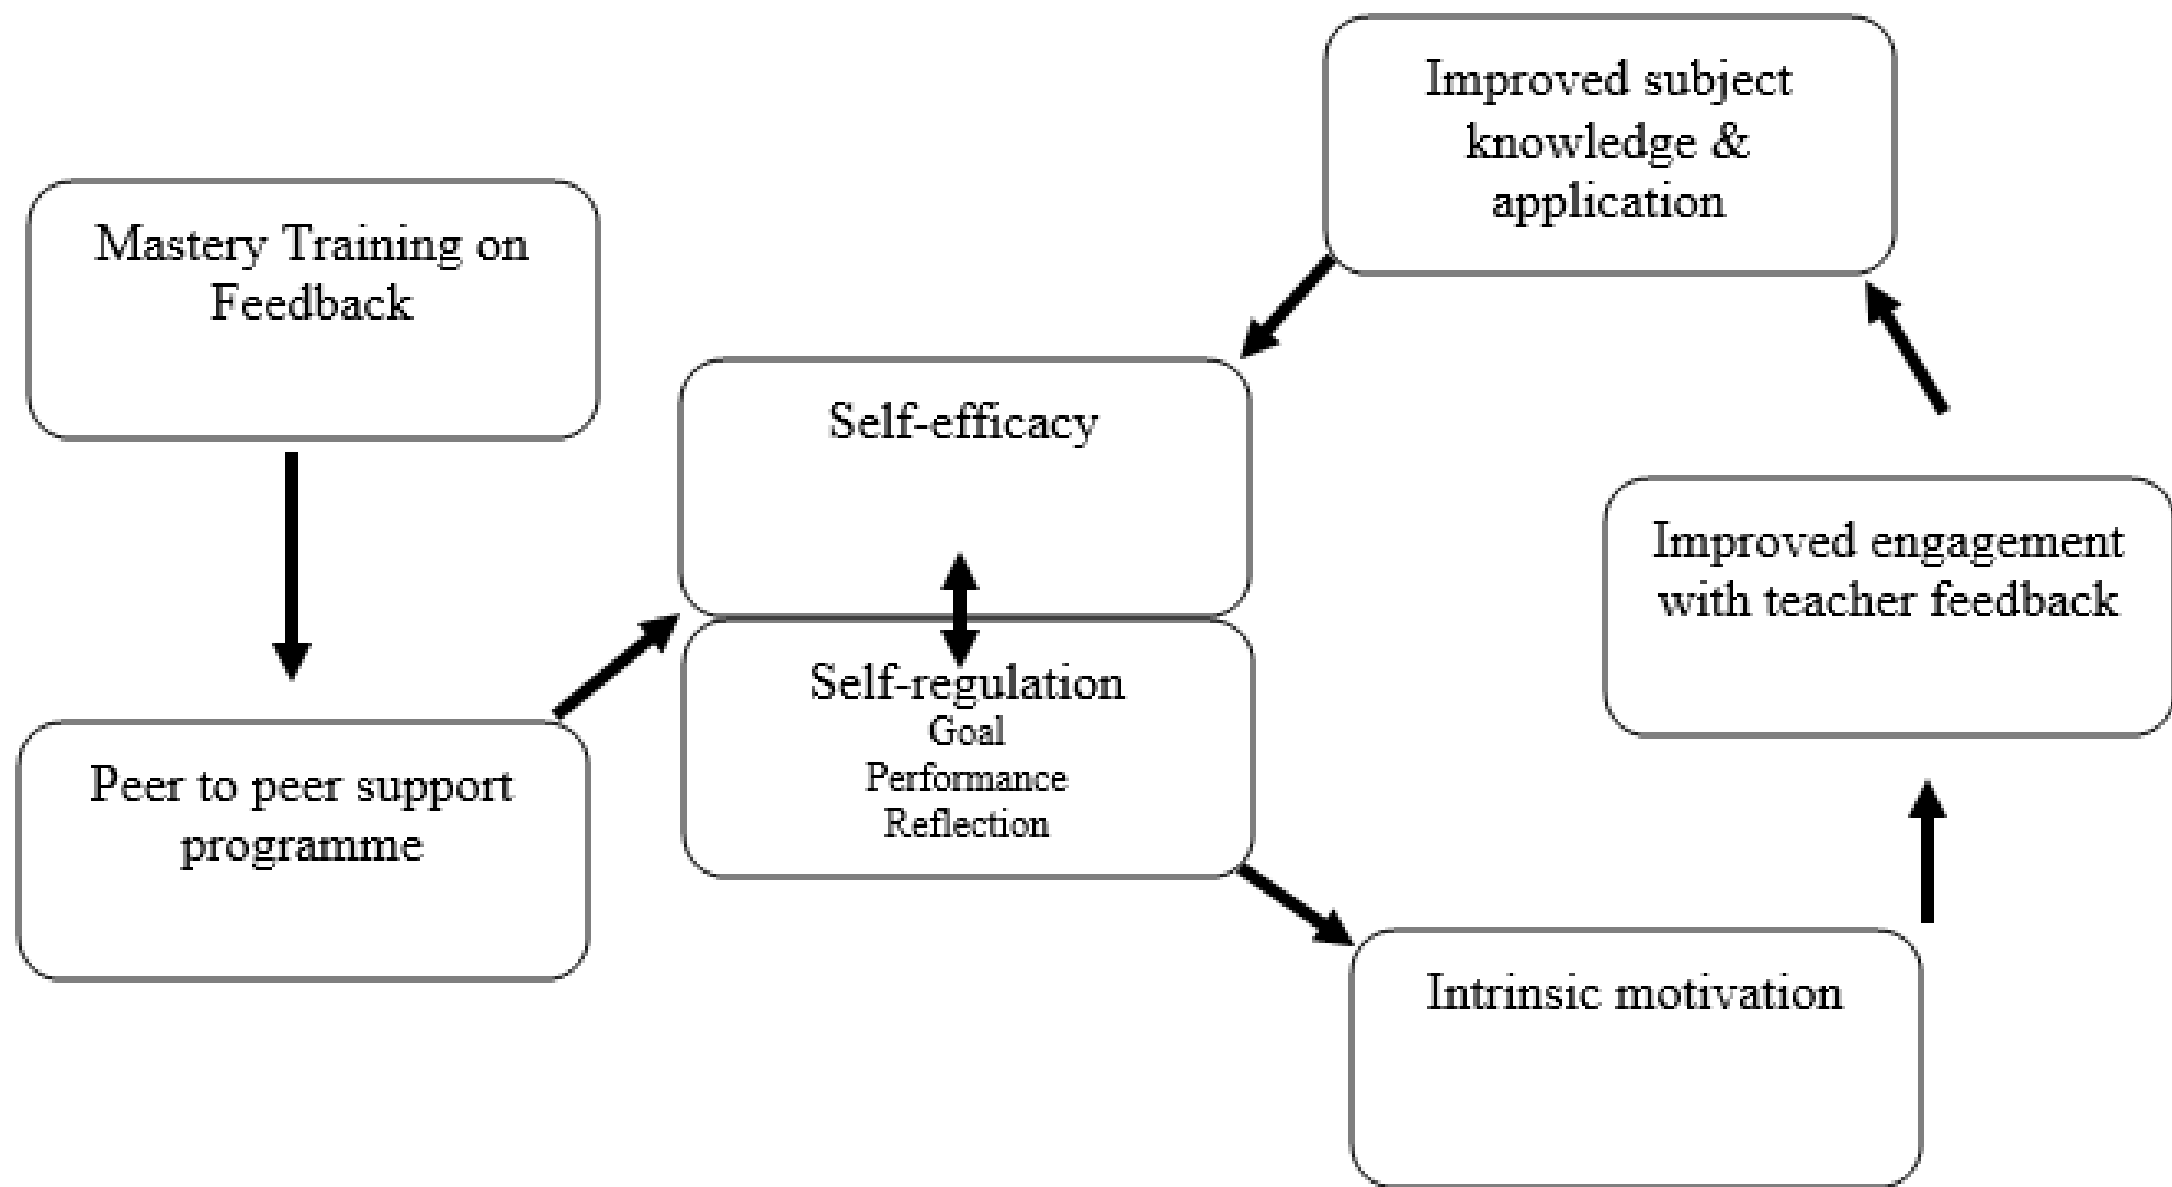 Mastery Training on
Feedback
Peer to peer support
programme
Self-efficacy
Self-regulation
Goal
Performance
Reflection
Improved subject
knowledge &
application
Improved engagement
with teacher feedback
Intrinsic motivation